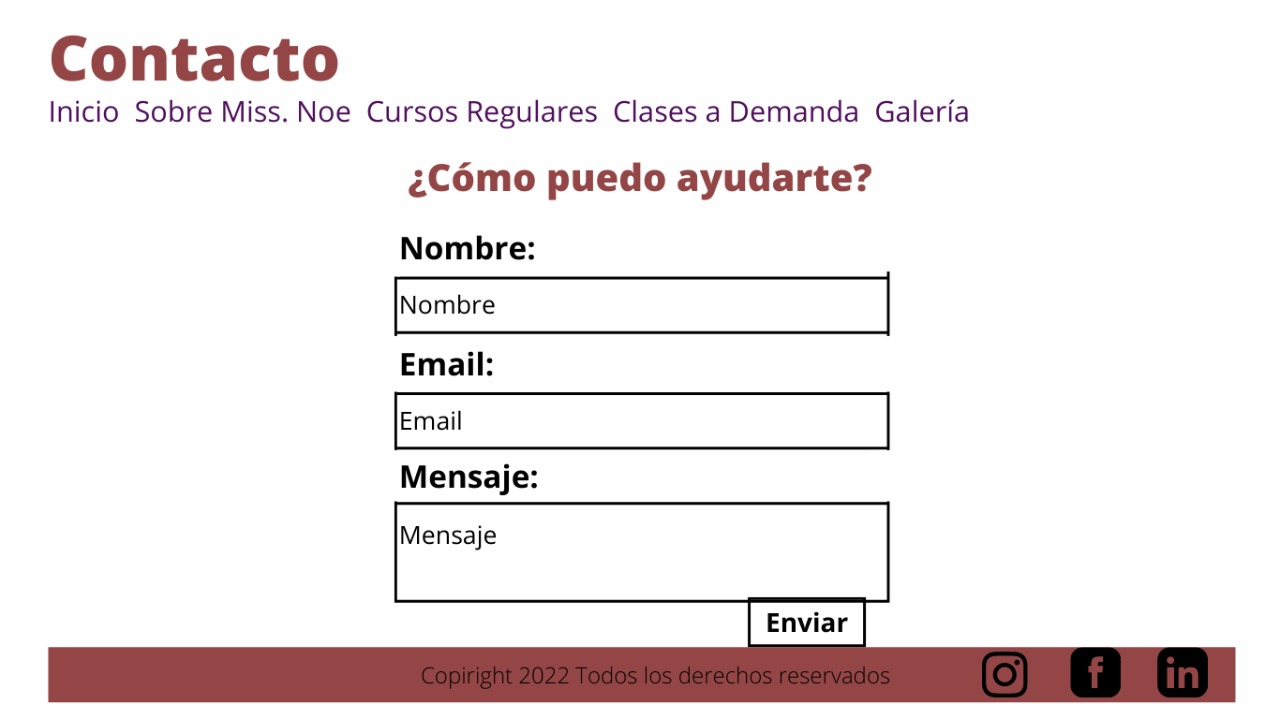 Contacto
Inicio Sobre Miss. Noe Cursos Regulares Clases a Demanda Galería
¿Cómo puedo ayudarte?
Nombre:
Nombre
Email:
Email
Mensaje:
Mensaje
Enviar
Copiright 2022 Todos los derechos reservados